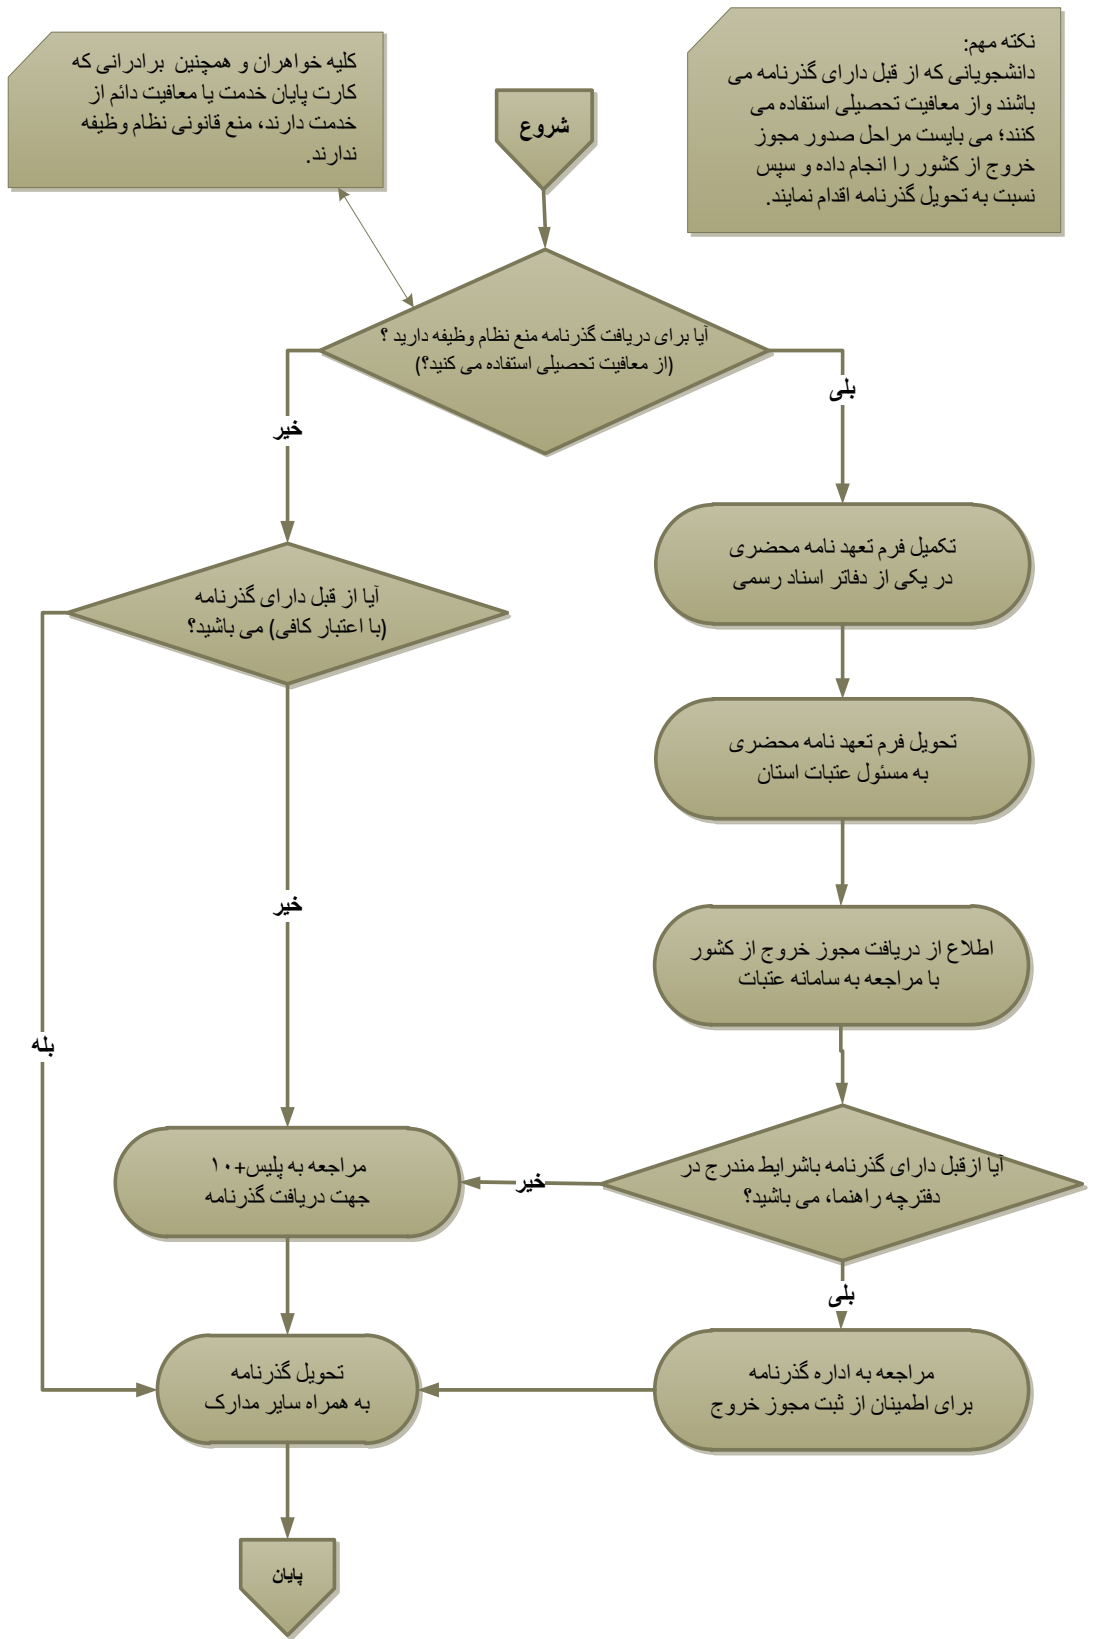 نکته مهم:
دانشجویانی که از قبل دارای گذرنامه می
باشند واز معافیت تحصیلی استفاده می
کنند؛ می بایست مراحل صدور مجوز
خروج از کشور را انجام داده و سپس
نسبت به تحویل گذرنامه اقدام نمایند.
کلیه خواهران و همچنین برادرانی که
کارت پایان خدمت یا معافیت دائم از
خدمت دارند، منع قانونی نظام وظیفه
ندارند.
شروع
آیا برای دریافت گذرنامه منع نظام وظیفه دارید ؟
(از معافیت تحصیلی استفاده می کنید؟)
بلی
خیر
تکمیل فرم تعهد نامه محضری
در یکی از دفاتر اسناد رسمی
آیا از قبل دارای گذرنامه
(با اعتبار کافی) می باشید؟
تحویل فرم تعهد نامه محضری
به مسئول عتبات استان
خیر
اطلاع از دریافت مجوز خروج از کشور
با مراجعه به سامانه عتبات
بله
آیا ازقبل دارای گذرنامه باشرایط مندرج در
دفترچه راهنما، می باشید؟
خیر
مراجعه به پلیس+۱۰
جهت دریافت گذرنامه
بلی
مراجعه به اداره گذرنامه
برای اطمینان از ثبت مجوز خروج
تحویل گذرنامه
به همراه سایر مدارک
پایان